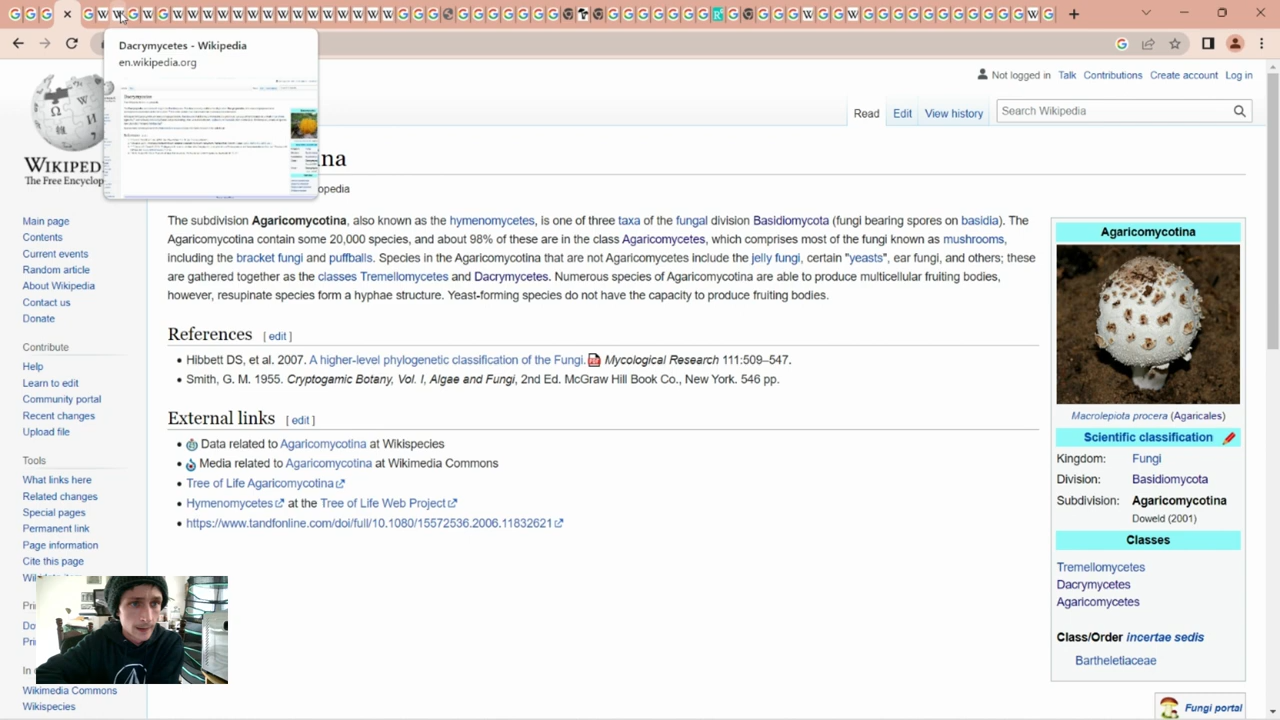 Dacrymycetes - Wikipedia
en.wikipedia.org
Not logged in Talk Contributions Create account Log in
Read Edit View history Search Wikipedia
WIKIPED
The Free Encyclop
ina
opedia
Main page
Contents
Current events
Random article
About Wikipedia
Contact us
Donate
Contribute
Help
Learn to edit
Community portal
Recent changes
Upload file
Tools
What links here
Related changes
Special pages
Permanent link
Page information
Cite this page
Wikimedia Commons
Wikispecies
The subdivision Agaricomycotina, also known as the hymenomycetes, is one of three taxa of the fungal division Basidiomycota (fungi bearing spores on basidia). The
Agaricomycotina contain some 20,000 species, and about 98% of these are in the class Agaricomycetes, which comprises most of the fungi known as mushrooms,
including the bracket fungi and puffballs. Species in the Agaricomycotina that are not Agaricomycetes include the jelly fungi, certain "yeasts", ear fungi, and others; these
are gathered together as the classes Tremellomycetes and Dacrymycetes. Numerous species of Agaricomycotina are able to produce multicellular fruiting bodies,
however, resupinate species form a hyphae structure. Yeast-forming species do not have the capacity to produce fruiting bodies.
References [ edit ]
• Hibbett DS, et al. 2007. A higher-level phylogenetic classification of the Fungi. Mycological Research 111:509–547.
• Smith, G. M. 1955. Cryptogamic Botany, Vol. I, Algae and Fungi, 2nd Ed. McGraw Hill Book Co., New York. 546 pp.
External links [ edit ]
• Data related to Agaricomycotina at Wikispecies
• Media related to Agaricomycotina at Wikimedia Commons
• Tree of Life Agaricomycotina
• Hymenomycetes at the Tree of Life Web Project
• https://www.tandfonline.com/doi/full/10.1080/15572536.2006.11832621
Agaricomycotina
Macrolepiota procera (Agaricales)
Scientific classification
Kingdom: Fungi
Division: Basidiomycota
Subdivision: Agaricomycotina
Doweld (2001)
Classes
Tremellomycetes
Dacrymycetes
Agaricomycetes
Class/Order incertae sedis
Bartheletiaceae
Fungi portal